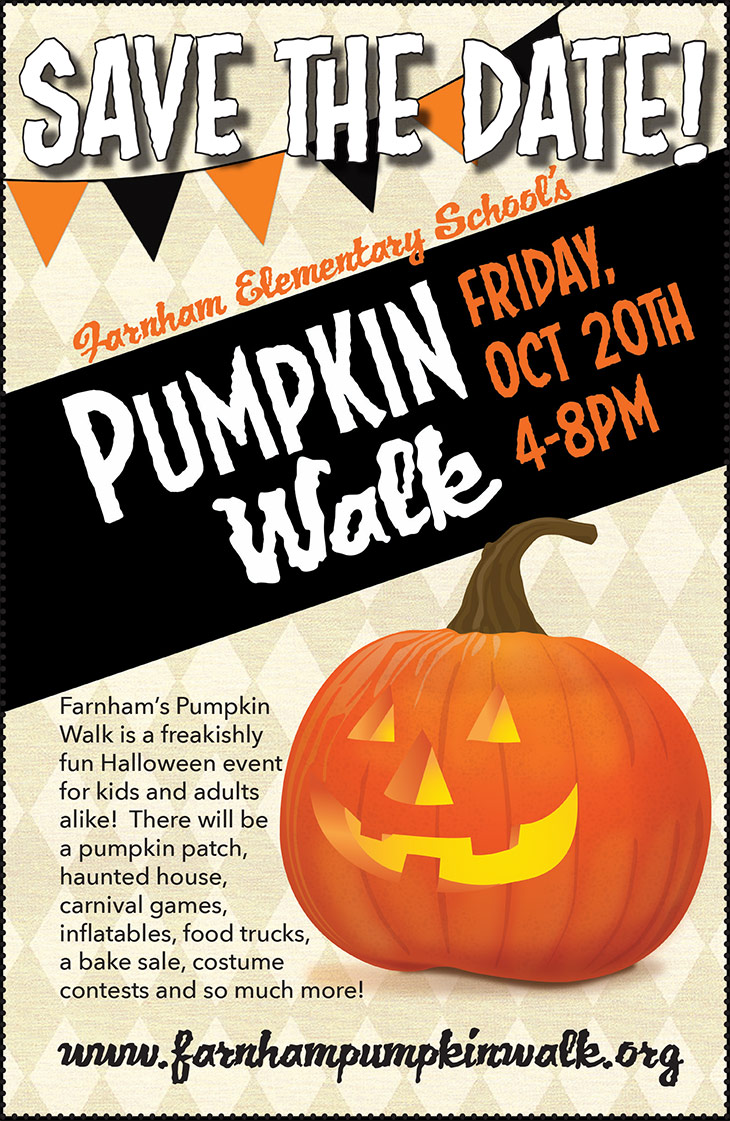 SAVE THE DATE!
Farnham Elementary School's
PUMPKIN
Walk
FRIDAY,
OCT 20TH
4-8PM
Farnham's Pumpkin
Walk is a freakishly
fun Halloween event
for kids and adults
alike!  There will be
a pumpkin patch,
haunted house,
carnival games,
inflatables, food trucks,
a bake sale, costume
contests and so much more!
www.farnhampumpkinwalk.org